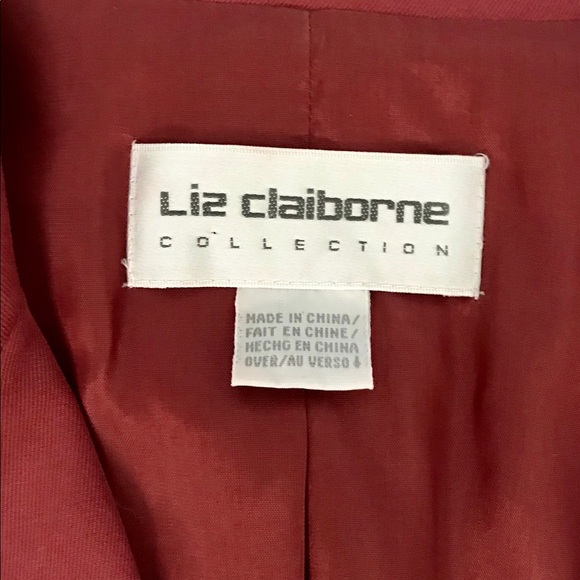 Liz claiborne
COLLECTION
MADE IN CHINA/
FAIT EN CHINE/
HECHO EN CHINA
OVER/AU VERSO